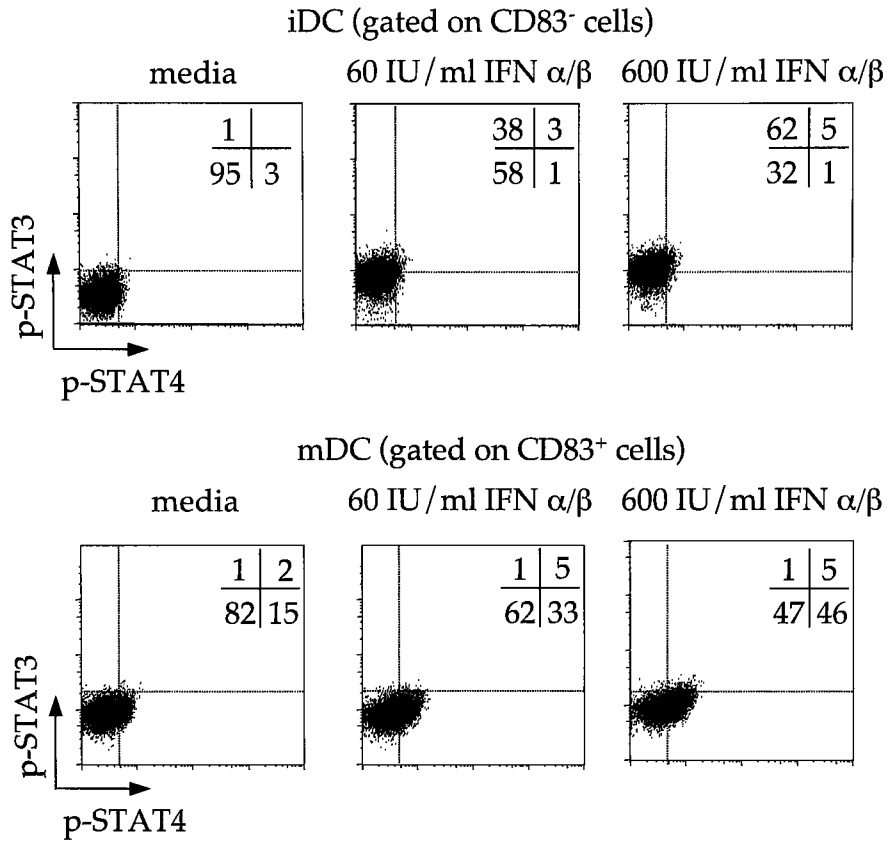 iDC (gated on CD83⁻ cells)
media 60 IU/ml IFN α/β 600 IU/ml IFN α/β
1 38 3 62 5
95 3 58 1 32 1
p-STAT3
p-STAT4
mDC (gated on CD83⁺ cells)
media 60 IU/ml IFN α/β 600 IU/ml IFN α/β
1 2 1 5 1 5
82 15 62 33 47 46
p-STAT3
p-STAT4